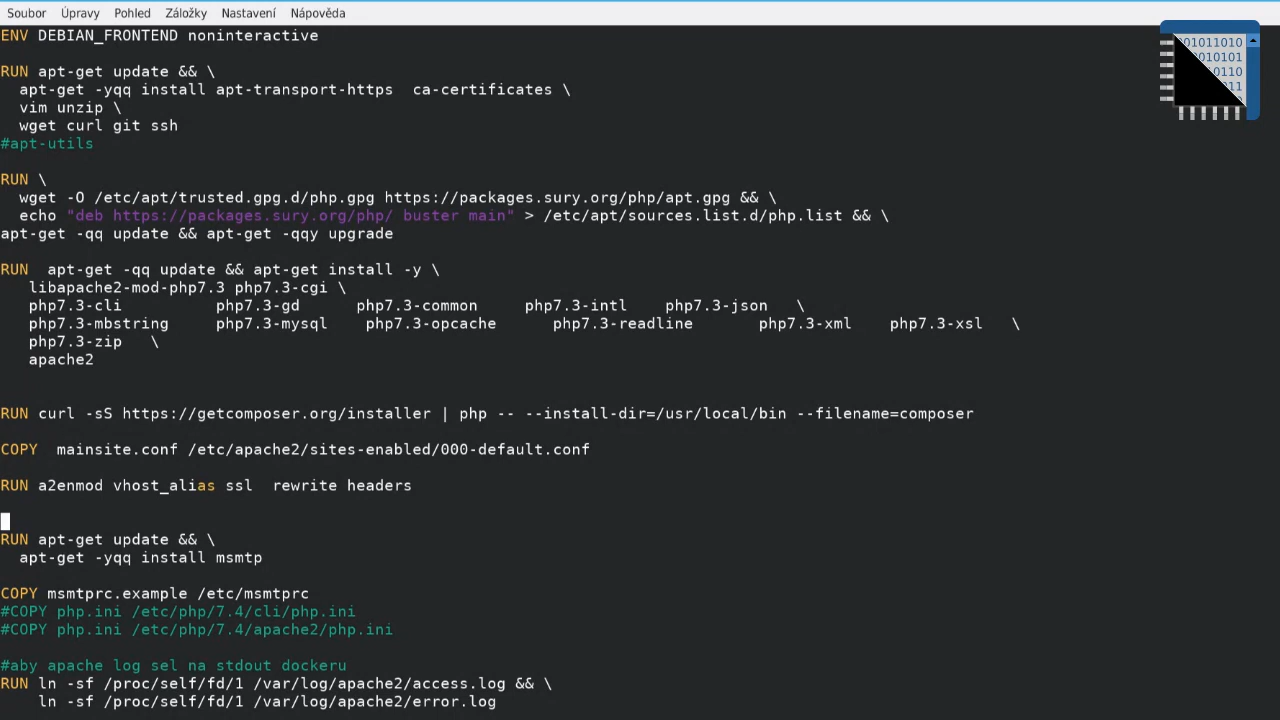 Soubor Úpravy Pohled Záložky Nastavení Nápověda
ENV DEBIAN_FRONTEND noninteractive
RUN apt-get update && \
apt-get -yqq install apt-transport-https ca-certificates \
vim unzip \
wget curl git ssh
#apt-utils
RUN \
wget -O /etc/apt/trusted.gpg.d/php.gpg https://packages.sury.org/php/apt.gpg && \
echo "deb https://packages.sury.org/php/ buster main" > /etc/apt/sources.list.d/php.list && \
apt-get -qq update && apt-get -qqy upgrade
RUN apt-get -qq update && apt-get install -y \
libapache2-mod-php7.3 php7.3-cgi \
php7.3-cli php7.3-gd php7.3-common php7.3-intl php7.3-json \
php7.3-mbstring php7.3-mysql php7.3-opcache php7.3-readline php7.3-xml php7.3-xsl \
php7.3-zip \
apache2
RUN curl -sS https://getcomposer.org/installer | php -- --install-dir=/usr/local/bin --filename=composer
COPY mainsite.conf /etc/apache2/sites-enabled/000-default.conf
RUN a2enmod vhost_alias ssl rewrite headers
RUN apt-get update && \
apt-get -yqq install msmtp
COPY msmtprc.example /etc/msmtprc
#COPY php.ini /etc/php/7.4/cli/php.ini
#COPY php.ini /etc/php/7.4/apache2/php.ini
#aby apache log sel na stdout dockeru
RUN ln -sf /proc/self/fd/1 /var/log/apache2/access.log && \
ln -sf /proc/self/fd/1 /var/log/apache2/error.log